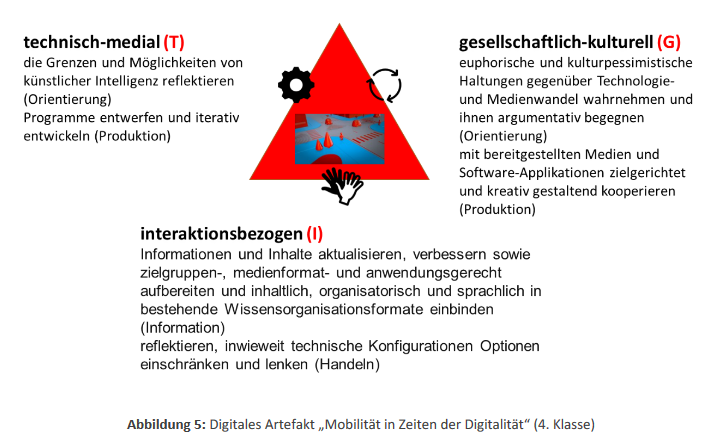 technisch-medial (T)
die Grenzen und Möglichkeiten von
künstlicher Intelligenz reflektieren
(Orientierung)
Programme entwerfen und iterativ
entwickeln (Produktion)
gesellschaftlich-kulturell (G)
euphorische und kulturpessimistische
Haltungen gegenüber Technologie-
und Medienwandel wahrnehmen und
ihnen argumentativ begegnen
(Orientierung)
mit bereitgestellten Medien und
Software-Applikationen zielgerichtet
und kreativ gestaltend kooperieren
(Produktion)
interaktionsbezogen (I)
Informationen und Inhalte aktualisieren, verbessern sowie
zielgruppen-, medienformat- und anwendungsgerecht
aufbereiten und inhaltlich, organisatorisch und sprachlich in
bestehende Wissensorganisationsformate einbinden
(Information)
reflektieren, inwieweit technische Konfigurationen Optionen
einschränken und lenken (Handeln)
Abbildung 5: Digitales Artefakt „Mobilität in Zeiten der Digitalität“ (4. Klasse)